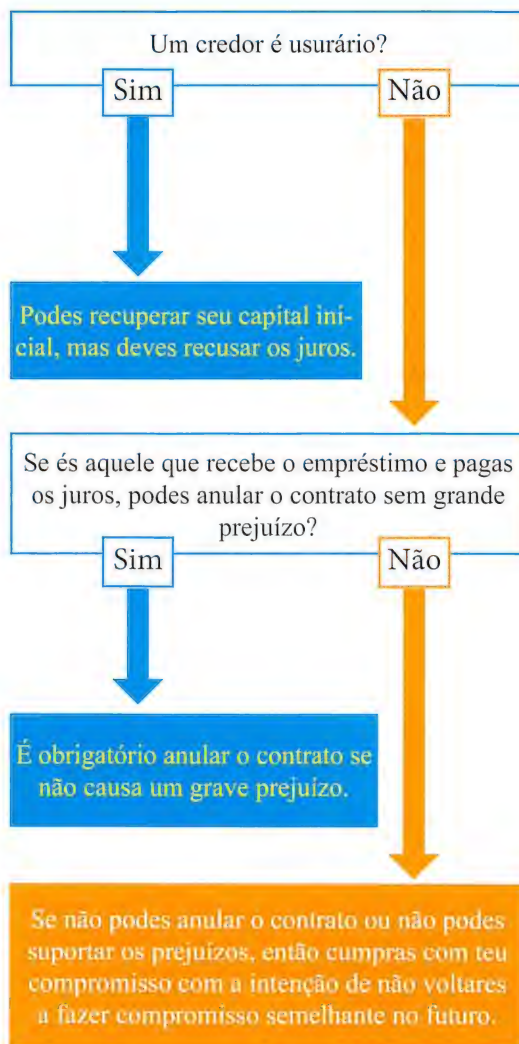 Um credor é usurário?
Sim
Não
Podes recuperar seu capital ini-
cial, mas deves recusar os juros.
Se és aquele que recebe o empréstimo e pagas
os juros, podes anular o contrato sem grande
prejuízo?
Sim
Não
É obrigatório anular o contrato se
não causa um grave prejuízo.
Se não podes anular o contrato ou não podes
suportar os prejuízos, então cumpras com teu
compromisso com a intenção de não voltares
a fazer compromisso semelhante no futuro.